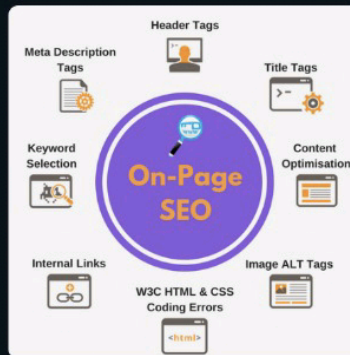 Header Tags
Meta Description
Tags
Title Tags
Keyword
Selection
WWW
On-Page
SEO
Content
Optimisation
Internal Links
W3C HTML & CSS
Coding Errors
Image ALT Tags
<html>